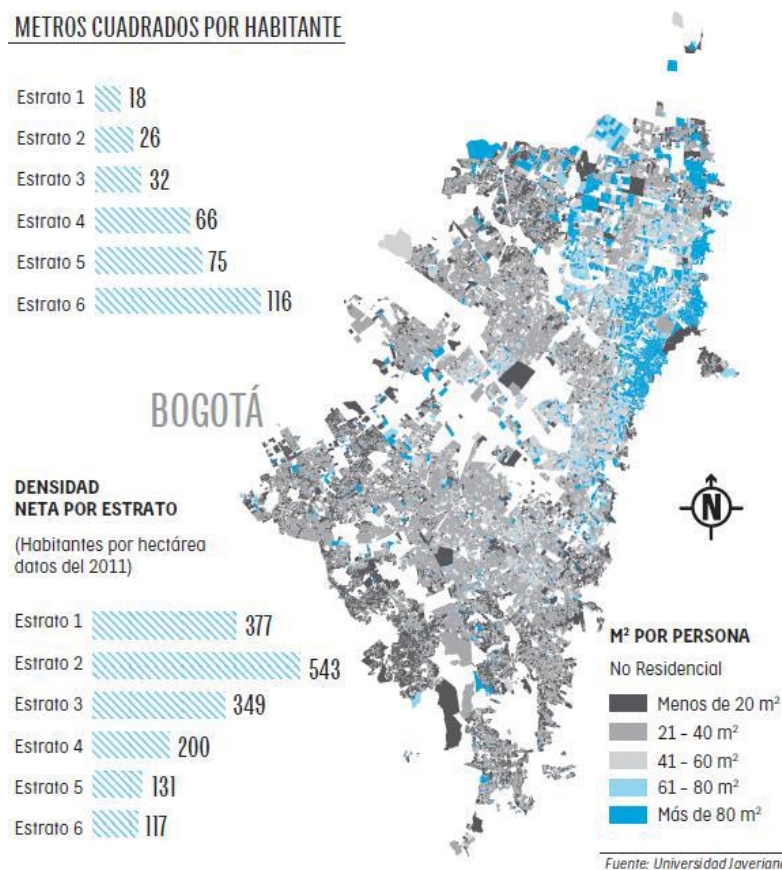 METROS CUADRADOS POR HABITANTE
Estrato 1 18
Estrato 2 26
Estrato 3 32
Estrato 4 66
Estrato 5 75
Estrato 6 116
BOGOTÁ
DENSIDAD
NETA POR ESTRATO
(Habitantes por hectárea
datos del 2011)
Estrato 1 377
Estrato 2 543
Estrato 3 349
Estrato 4 200
Estrato 5 131
Estrato 6 117
N
M² POR PERSONA
No Residencial
Menos de 20 m²
21 - 40 m²
41 - 60 m²
61 - 80 m²
Más de 80 m²
Fuente: Universidad Javeriana